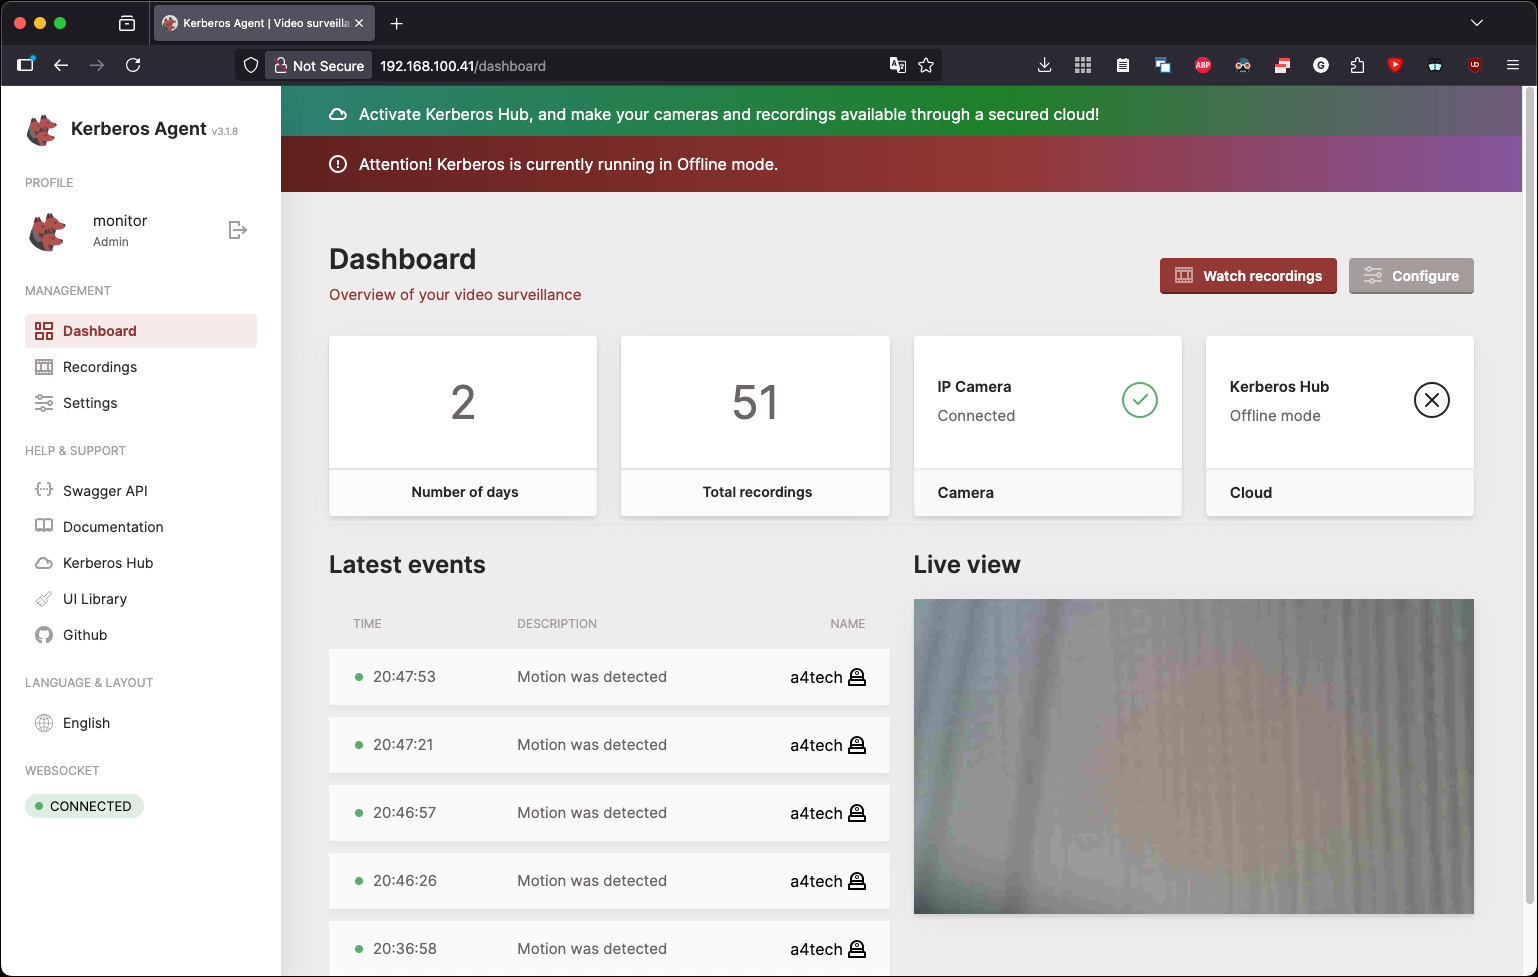 Kerberos Agent | Video surveilla
Not Secure
192.168.100.41/dashboard
ABP
G
UD
Kerberos Agent v3.1.8
Activate Kerberos Hub, and make your cameras and recordings available through a secured cloud!
Attention! Kerberos is currently running in Offline mode.
PROFILE
monitor
Admin
MANAGEMENT
Dashboard
Recordings
Settings
HELP & SUPPORT
Swagger API
Documentation
Kerberos Hub
UI Library
Github
LANGUAGE & LAYOUT
English
WEBSOCKET
CONNECTED
Dashboard
Overview of your video surveillance
Watch recordings
Configure
2
Number of days
51
Total recordings
IP Camera
Connected
Camera
Kerberos Hub
Offline mode
Cloud
Latest events
TIME DESCRIPTION NAME
20:47:53 Motion was detected a4tech
20:47:21 Motion was detected a4tech
20:46:57 Motion was detected a4tech
20:46:26 Motion was detected a4tech
20:36:58 Motion was detected a4tech
Live view